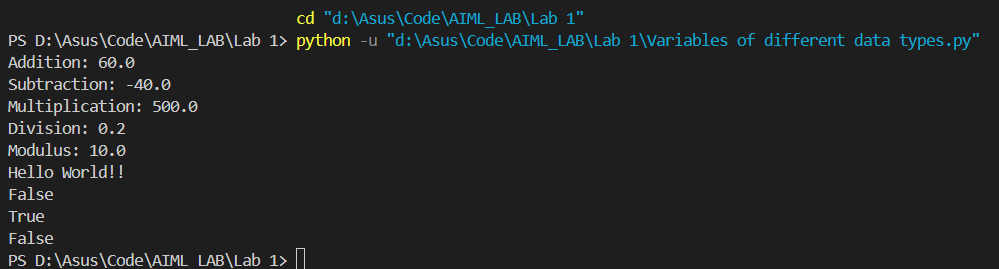 cd "d:\Asus\Code\AIML_LAB\Lab 1"
PS D:\Asus\Code\AIML_LAB\Lab 1> python -u "d:\Asus\Code\AIML_LAB\Lab 1\Variables of different data types.py"
Addition: 60.0
Subtraction: -40.0
Multiplication: 500.0
Division: 0.2
Modulus: 10.0
Hello World!!
False
True
False
PS D:\Asus\Code\AIML_LAB\Lab 1>